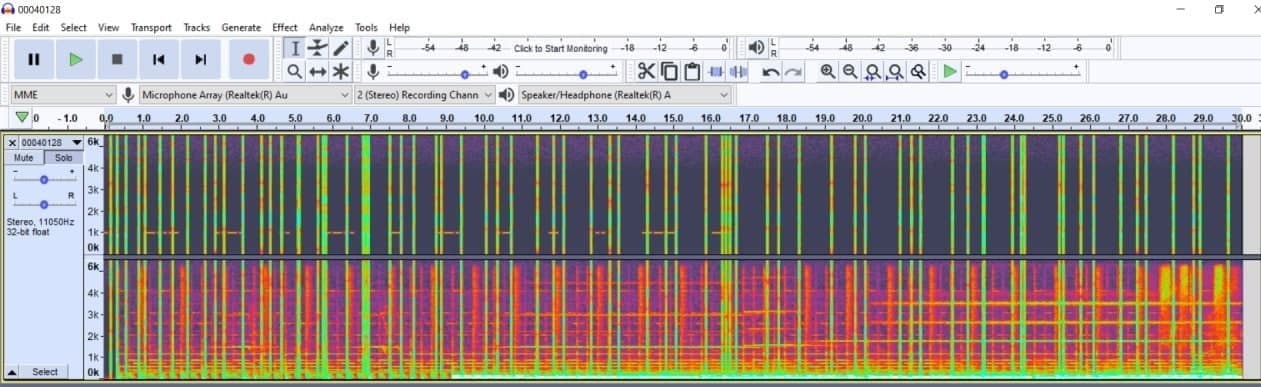 00040128
File Edit Select View Transport Tracks Generate Effect Analyze Tools Help
L R -54 -48 -42 Click to Start Monitoring -18 -12 -6 0 L R -54 -48 -42 -36 -30 -24 -18 -12 -6 0
- + - + - +
MME Microphone Array (Realtek(R) Au 2 (Stereo) Recording Chann Speaker/Headphone (Realtek(R) A
0 -1.0 0.0 1.0 2.0 3.0 4.0 5.0 6.0 7.0 8.0 9.0 10.0 11.0 12.0 13.0 14.0 15.0 16.0 17.0 18.0 19.0 20.0 21.0 22.0 23.0 24.0 25.0 26.0 27.0 28.0 29.0 30.0
00040128 6k
Mute Solo
- + 4k
3k
L R 2k
Stereo, 11050Hz 1k
32-bit float 0k
6k
4k
3k
2k
1k
Select 0k